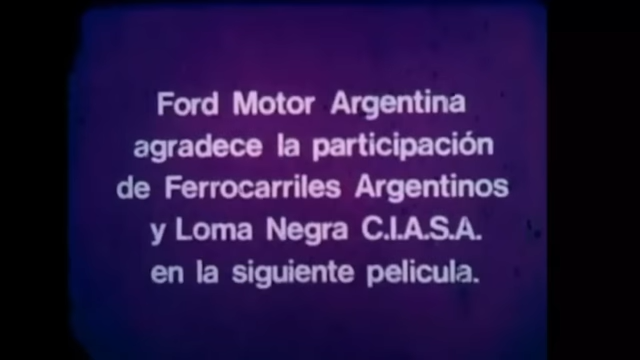 Ford Motor Argentina
agradece la participación
de Ferrocarriles Argentinos
y Loma Negra C.I.A.S.A.
en la siguiente pelicula.